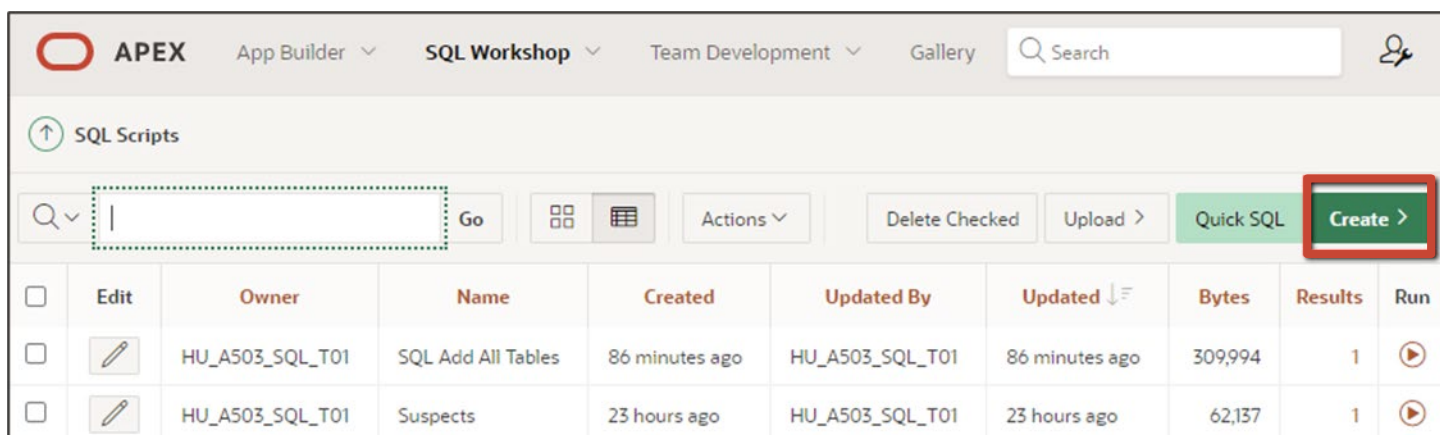 APEX App Builder SQL Workshop Team Development Gallery Search
SQL Scripts
Go Actions Delete Checked Upload > Quick SQL Create >
Edit Owner Name Created Updated By Updated Bytes Results Run
HU_A503_SQL_T01 SQL Add All Tables 86 minutes ago HU_A503_SQL_T01 86 minutes ago 309,994 1
HU_A503_SQL_T01 Suspects 23 hours ago HU_A503_SQL_T01 23 hours ago 62,137 1